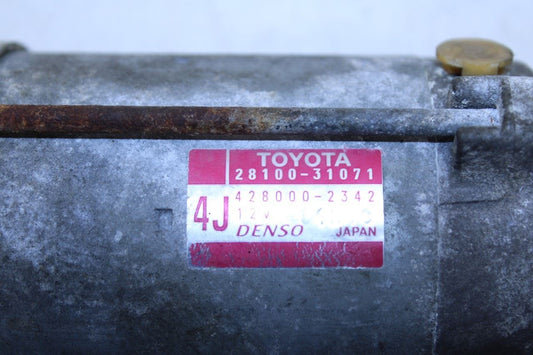 TOYOTA
28100-31071
4J 428000-2342
12V
DENSO JAPAN